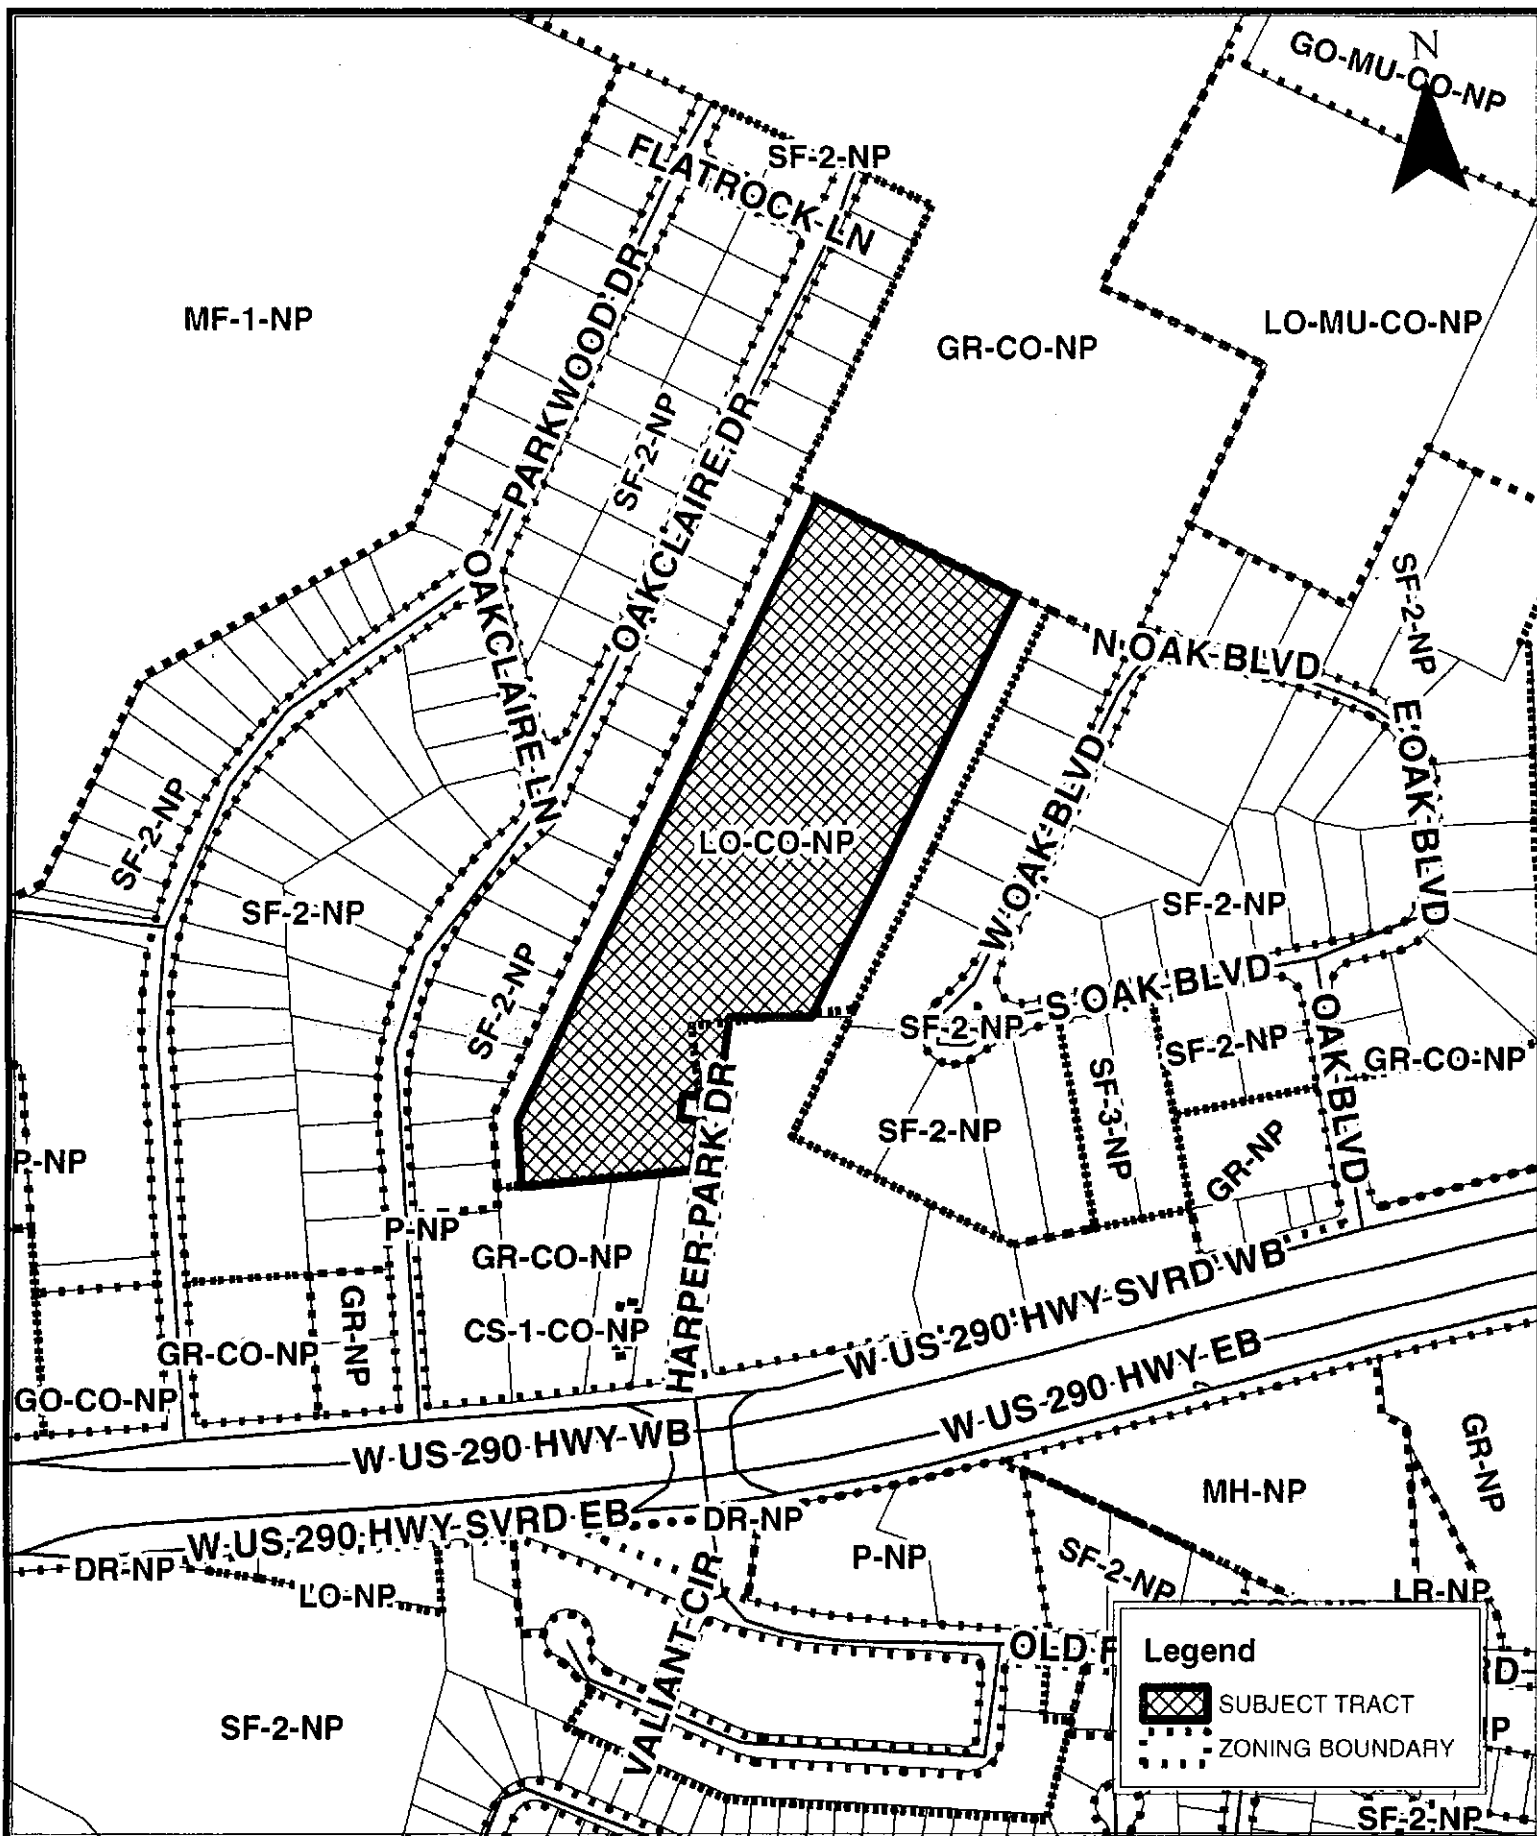 GO-MU-CO-NP
N
SF-2-NP
FLATROCK LN
MF-1-NP
PARKWOOD DR
GR-CO-NP
LO-MU-CO-NP
SF-2-NP
OAKCLAIRE DR
OAKCLAIRE LN
SF-2-NP
N OAK BLVD
E OAK BLVD
W OAK BLVD
SF-2-NP
LO-CO-NP
SF-2-NP
SF-2-NP
SF-2-NP
S OAK BLVD
SF-2-NP
SF-2-NP
OAK BLVD
GR-CO-NP
SF-3-NP
SF-2-NP
P-NP
GR-NP
HARPER PARK DR
P-NP
GR-CO-NP
CS-1-CO-NP
GR-NP
GR-CO-NP
GO-CO-NP
W US 290 HWY SVRD WB
W US 290 HWY EB
W US 290 HWY WB
W US 290 HWY SVRD EB
DR-NP
DR-NP
LO-NP
P-NP
MH-NP
GR-NP
SF-2-NP
LR-NP
VALIANT CIR
OLD F
D
P
SF-2-NP
Legend
SUBJECT TRACT
ZONING BOUNDARY
SF-2-NP